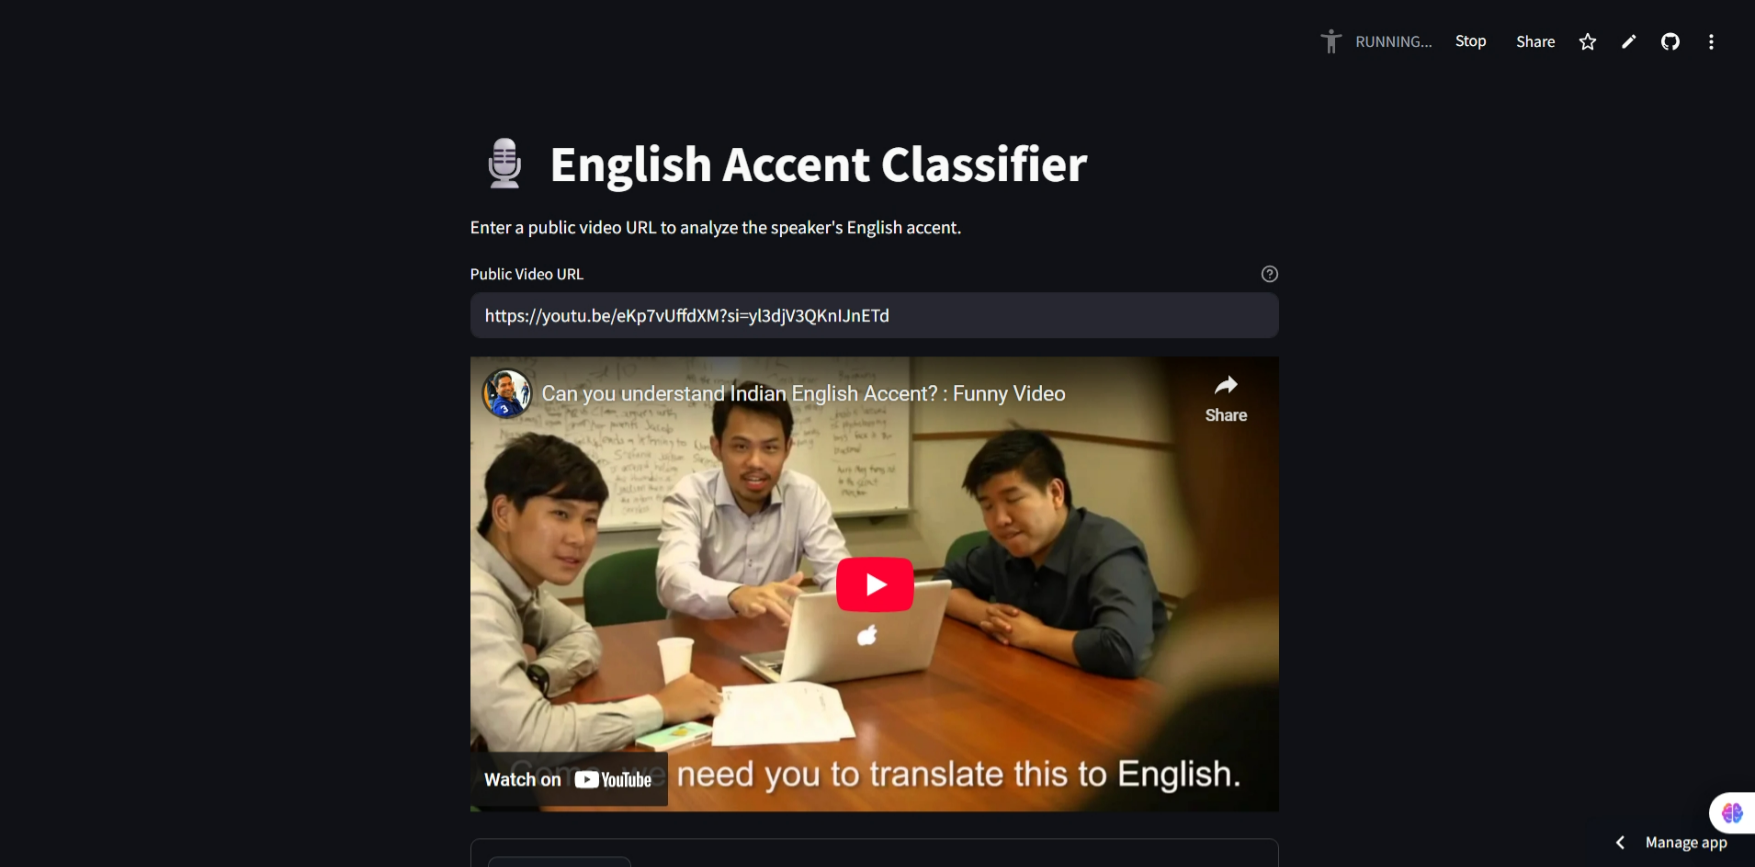 RUNNING... Stop Share
English Accent Classifier
Enter a public video URL to analyze the speaker's English accent.
Public Video URL
https://youtu.be/eKp7vUffdXM?si=yl3djV3QKnIJnETd
3
Can you understand Indian English Accent? : Funny Video
Share
need you to translate this to English.
Watch on YouTube
Manage app